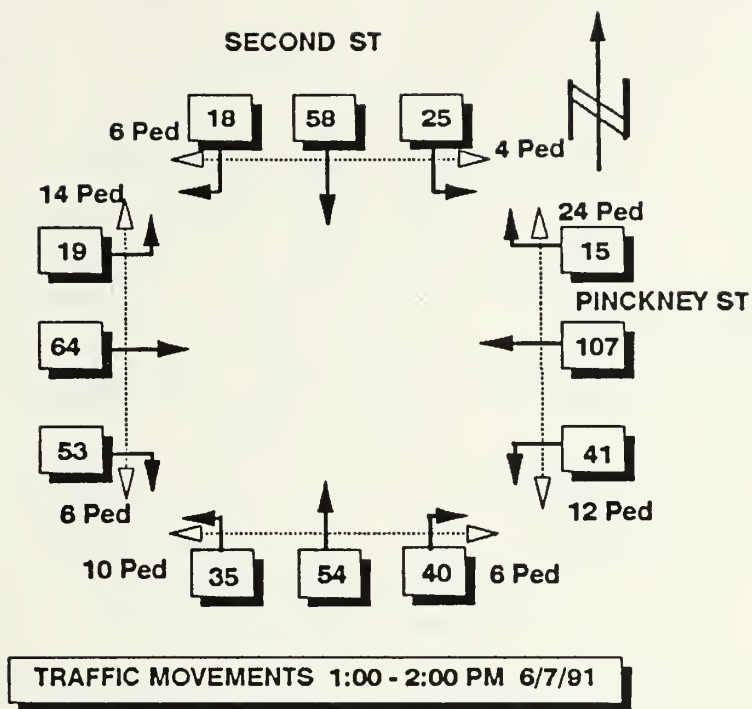 SECOND ST
6 Ped
18
58
25
4 Ped
14 Ped
24 Ped
19
15
PINCKNEY ST
64
107
53
41
6 Ped
12 Ped
10 Ped
35
54
40
6 Ped
TRAFFIC MOVEMENTS 1:00 - 2:00 PM 6/7/91